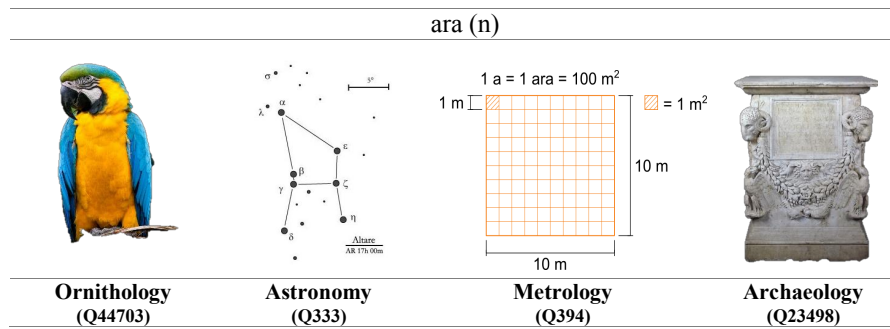 ara (n)
σ
5°
α
λ
ε
β
γ
ζ
η
δ
Altare
AR 17h 00m
1 a = 1 ara = 100 m²
1 m
= 1 m²
10 m
10 m
Ornithology
(Q44703)
Astronomy
(Q333)
Metrology
(Q394)
Archaeology
(Q23498)